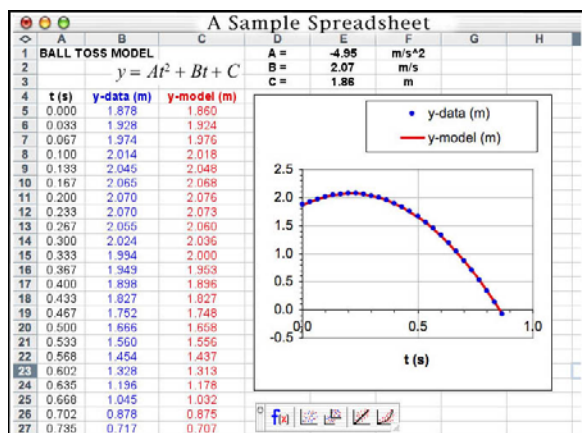 A Sample Spreadsheet
A B C D E F G H
1 BALL TOSS MODEL A = -4.95 m/s^2
2 y = At² + Bt + C B = 2.07 m/s
3 C = 1.86 m
4 t (s) y-data (m) y-model (m)
5 0.000 1.878 1.860
6 0.033 1.928 1.924
7 0.067 1.974 1.976
8 0.100 2.014 2.018
9 0.133 2.045 2.048
10 0.167 2.065 2.068
11 0.200 2.070 2.076
12 0.233 2.070 2.073
13 0.267 2.055 2.060
14 0.300 2.024 2.036
15 0.333 1.994 2.000
16 0.367 1.949 1.953
17 0.400 1.898 1.896
18 0.433 1.827 1.827
19 0.467 1.752 1.748
20 0.500 1.666 1.658
21 0.533 1.560 1.556
22 0.568 1.454 1.437
23 0.602 1.328 1.313
24 0.635 1.196 1.178
25 0.668 1.045 1.032
26 0.702 0.878 0.875
27 0.735 0.717 0.707
y-data (m)
y-model (m)
2.5
2.0
1.5
1.0
0.5
0.0
-0.5
0.0 0.5 1.0
t (s)
f(x)